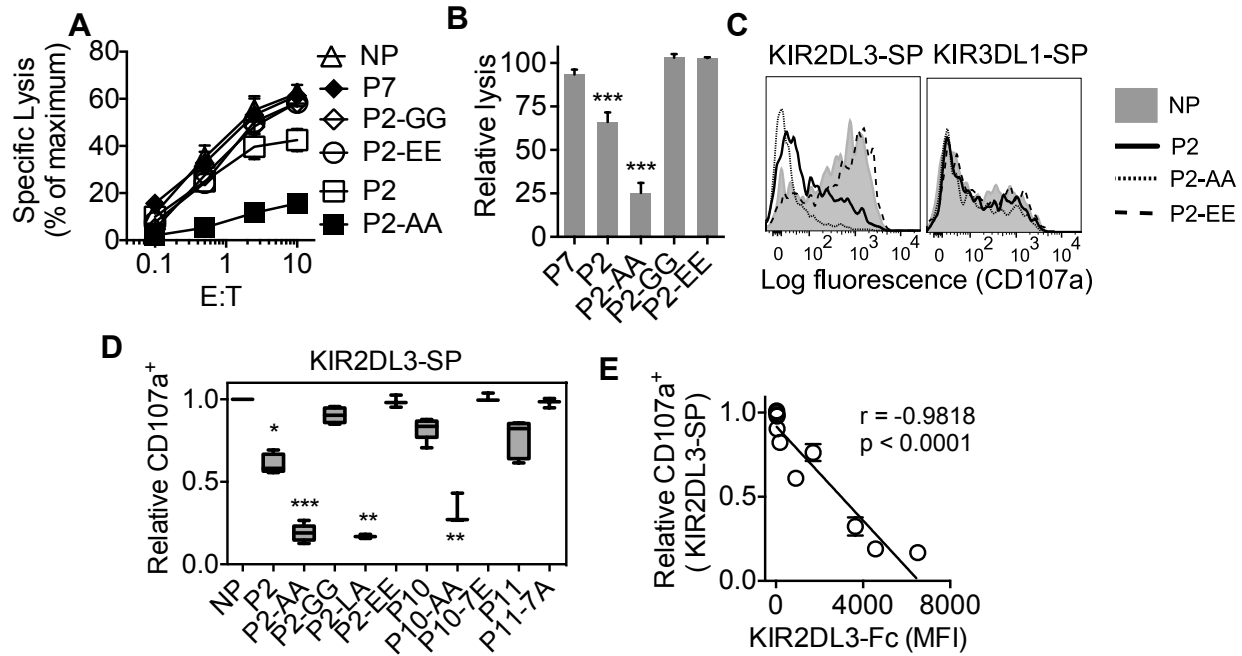 A
Specific Lysis
(% of maximum)
80
60
40
20
0
0.1
1
10
E:T
NP
P7
P2-GG
P2-EE
P2
P2-AA
B
Relative lysis
100
75
50
25
0
***
***
P7
P2
P2-AA
P2-GG
P2-EE
C
KIR2DL3-SP
KIR3DL1-SP
0 10² 10³ 10⁴
0 10² 10³ 10⁴
Log fluorescence (CD107a)
NP
P2
P2-AA
P2-EE
D
KIR2DL3-SP
Relative CD107a⁺
1.0
0.5
0.0
*
***
**
**
NP
P2
P2-AA
P2-GG
P2-LA
P2-EE
P10
P10-AA
P10-7E
P11
P11-7A
E
Relative CD107a⁺
( KIR2DL3-SP)
1.0
0.5
0.0
r = -0.9818
p < 0.0001
0
4000
8000
KIR2DL3-Fc (MFI)